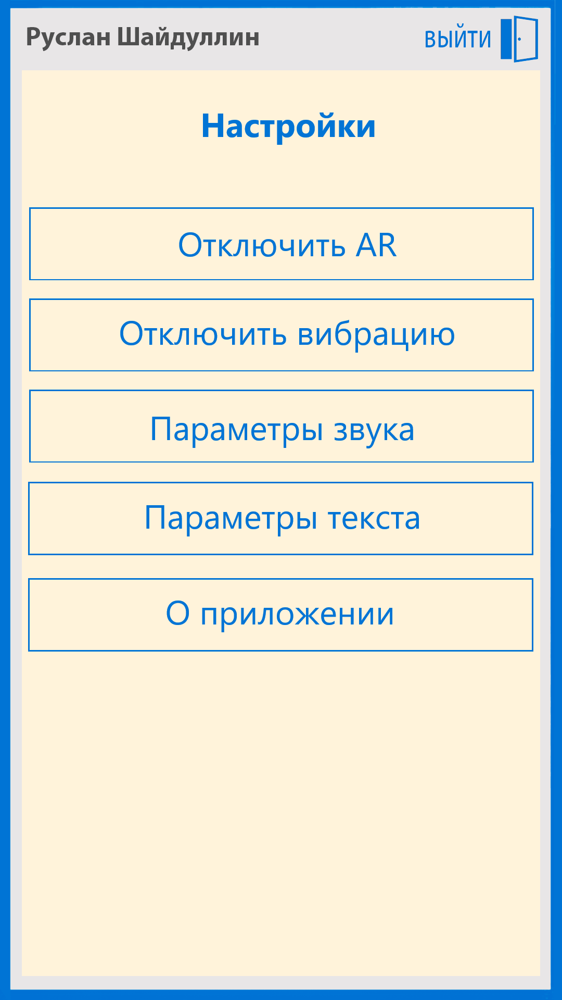 Руслан Шайдуллин ВЫЙТИ
Настройки
Отключить AR
Отключить вибрацию
Параметры звука
Параметры текста
О приложении